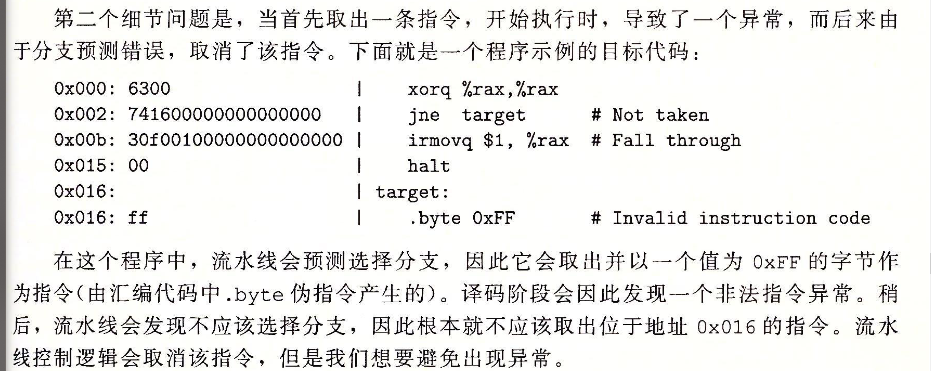 第二个细节问题是，当首先取出一条指令，开始执行时，导致了一个异常，而后来由
于分支预测错误，取消了该指令。下面就是一个程序示例的目标代码：
0x000: 6300 | xorq %rax,%rax
0x002: 741600000000000000 | jne target # Not taken
0x00b: 30f00100000000000000 | irmovq $1, %rax # Fall through
0x015: 00 | halt
0x016: | target:
0x016: ff | .byte 0xFF # Invalid instruction code
在这个程序中，流水线会预测选择分支，因此它会取出并以一个值为 0xFF 的字节作
为指令(由汇编代码中.byte 伪指令产生的)。译码阶段会因此发现一个非法指令异常。稍
后，流水线会发现不应该选择分支，因此根本就不应该取出位于地址 0x016 的指令。流水
线控制逻辑会取消该指令，但是我们想要避免出现异常。